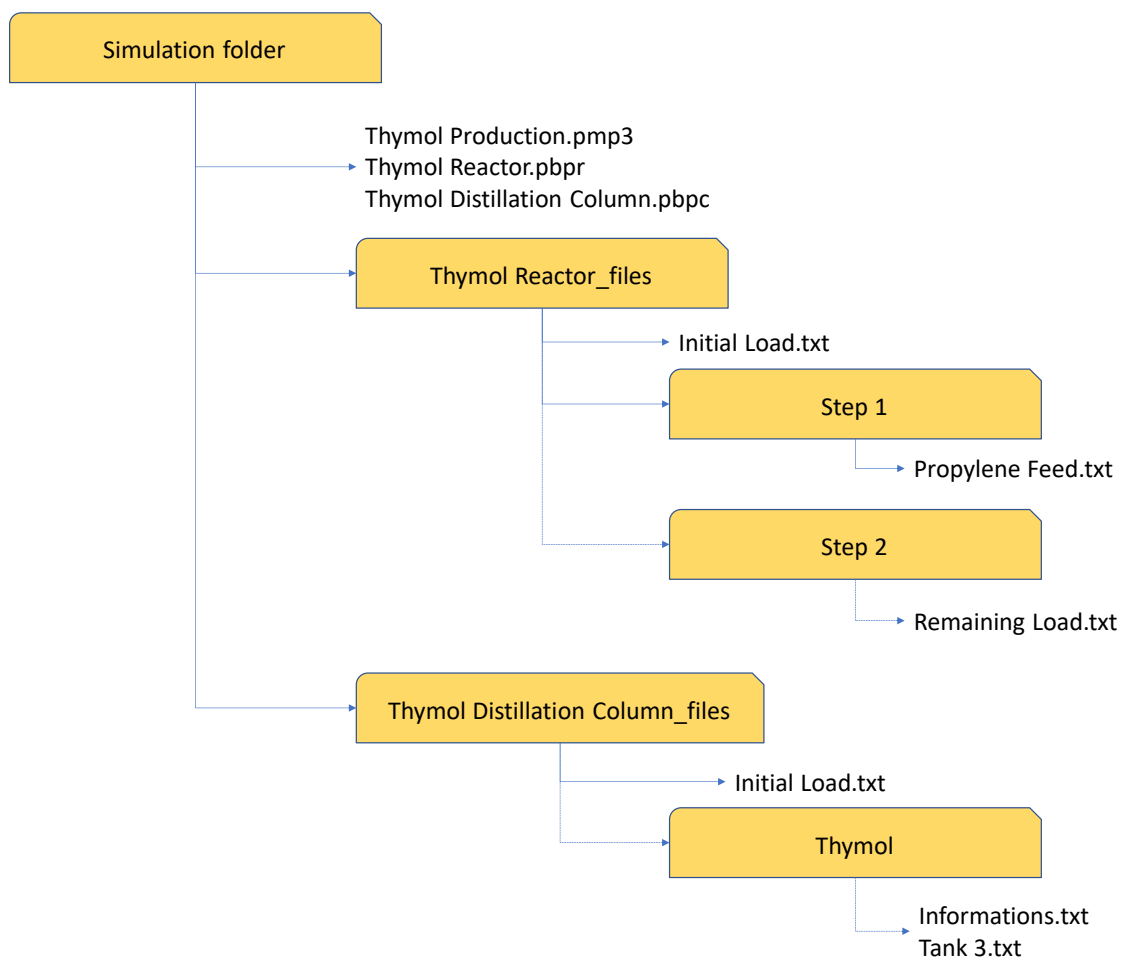 Simulation folder
Thymol Production.pmp3
Thymol Reactor.pbpr
Thymol Distillation Column.pbpc
Thymol Reactor_files
Initial Load.txt
Step 1
Propylene Feed.txt
Step 2
Remaining Load.txt
Thymol Distillation Column_files
Initial Load.txt
Thymol
Informations.txt
Tank 3.txt